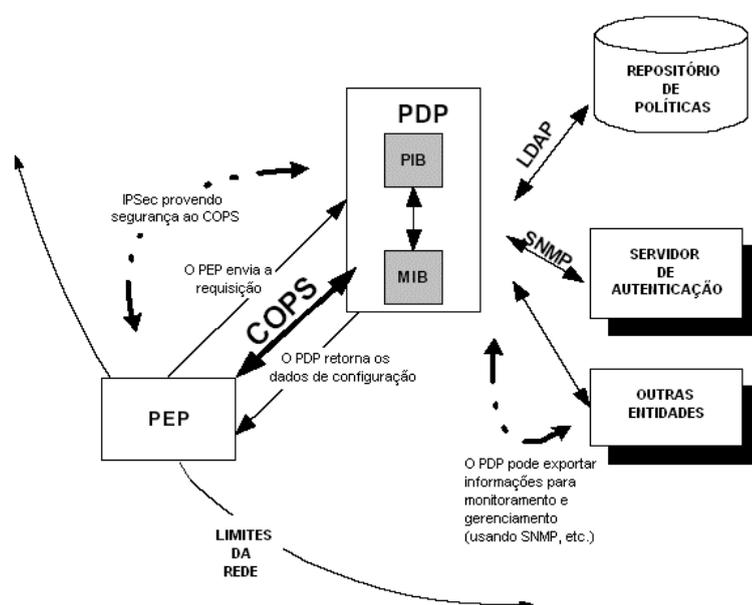 REPOSITÓRIO
DE
POLÍTICAS
PDP
PIB
LDAP
IPSec provendo
segurança ao COPS
SNMP
SERVIDOR
DE
AUTENTICAÇÃO
O PEP envia a
requisição
MIB
COPS
O PDP retorna os
dados de configuração
PEP
OUTRAS
ENTIDADES
O PDP pode exportar
informações para
monitoramento e
gerenciamento
(usando SNMP, etc.)
LIMITES
DA
REDE